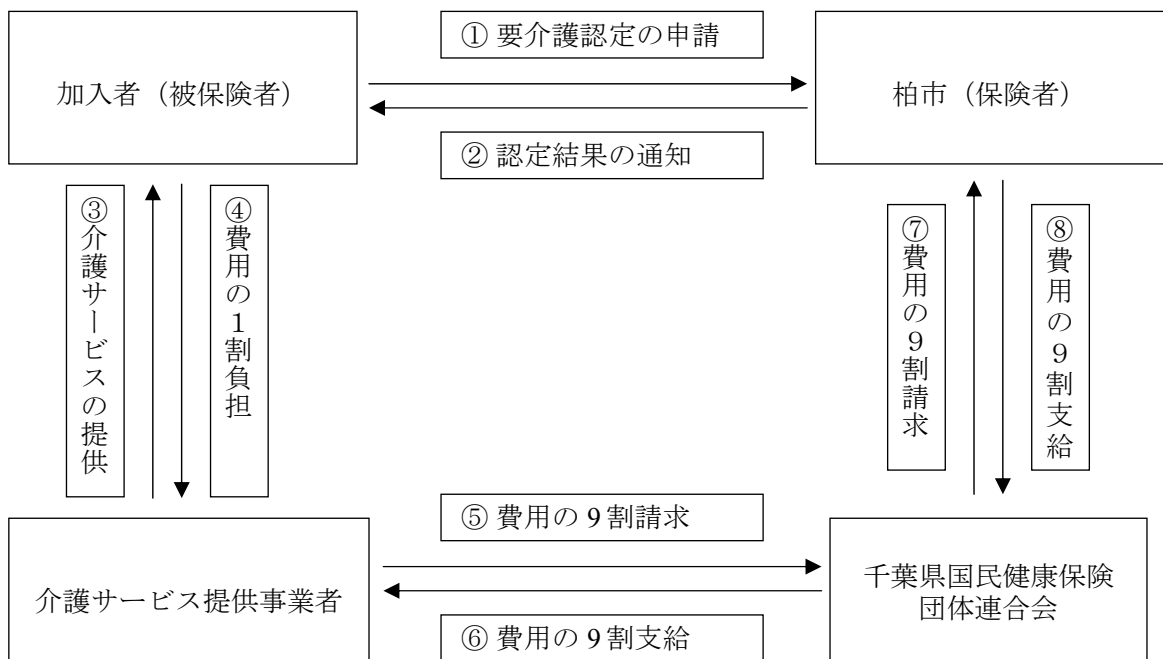 ① 要介護認定の申請
加入者（被保険者）
柏市（保険者）
② 認定結果の通知
③介護サービスの提供
④費用の１割負担
⑦費用の９割請求
⑧費用の９割支給
⑤ 費用の 9 割請求
介護サービス提供事業者
千葉県国民健康保険
団体連合会
⑥ 費用の 9 割支給